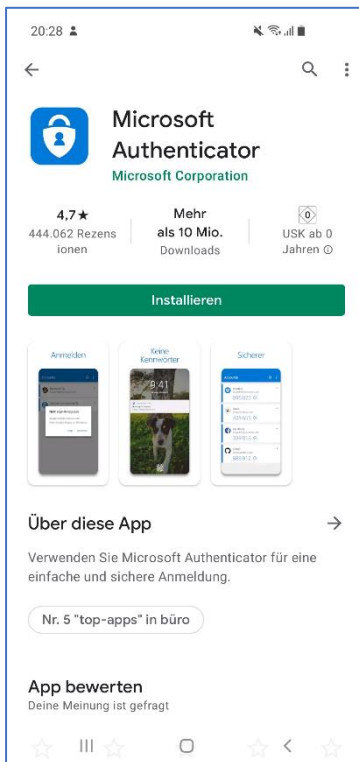 20:28
Microsoft
Authenticator
Microsoft Corporation
4,7★
444.062 Rezens
ionen
Mehr
als 10 Mio.
Downloads
0
USK ab 0
Jahren
Installieren
Anmelden
Keine
Kennwörter
Sicherer
9:41
Über diese App
Verwenden Sie Microsoft Authenticator für eine
einfache und sichere Anmeldung.
Nr. 5 "top-apps" in büro
App bewerten
Deine Meinung ist gefragt